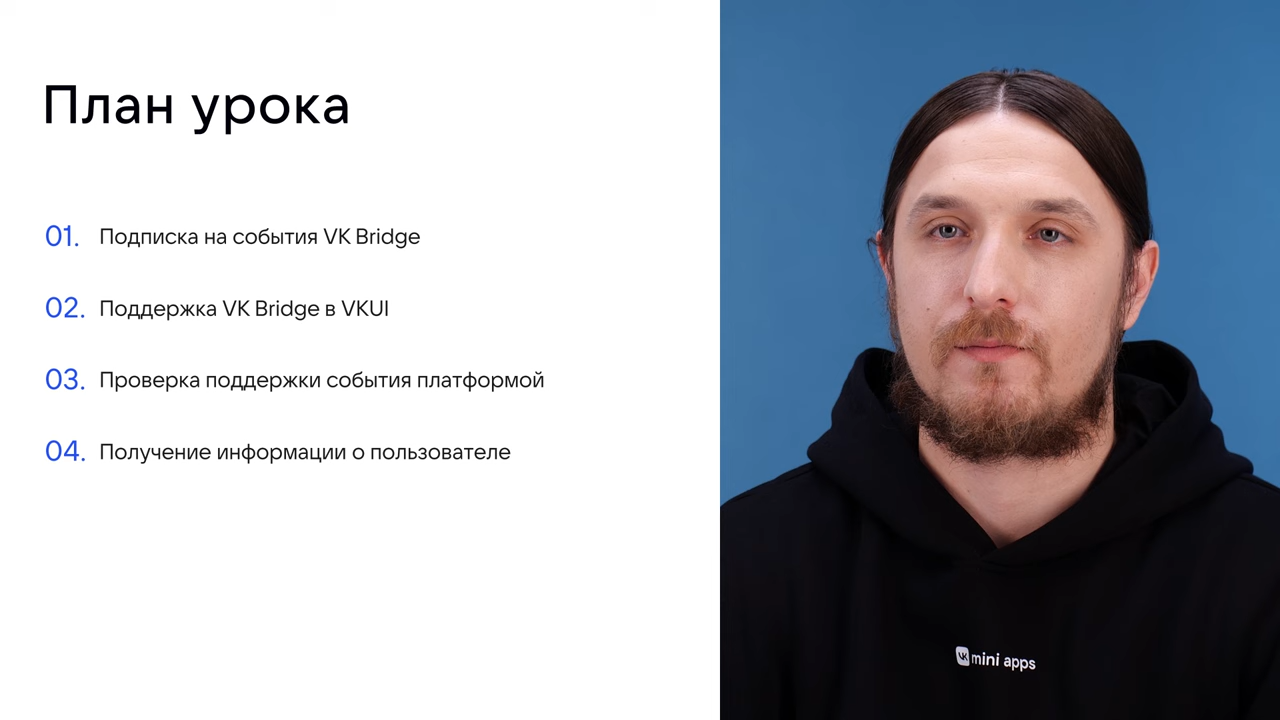 План урока
01. Подписка на события VK Bridge
02. Поддержка VK Bridge в VKUI
03. Проверка поддержки события платформой
04. Получение информации о пользователе
VK mini apps